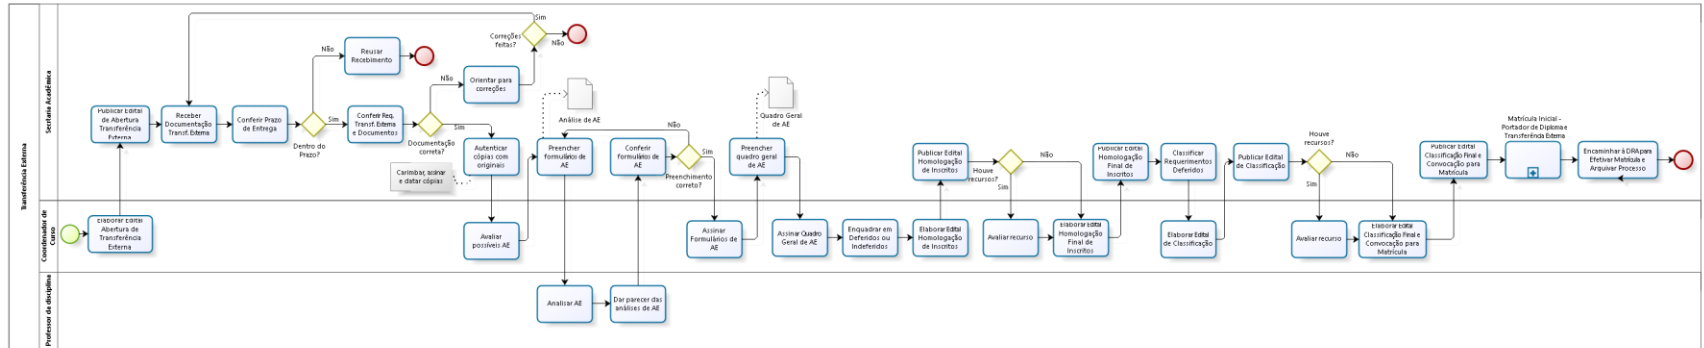 Transferência Externa
Secretaria Acadêmica
Coordenador de
Curso
Professor da disciplina
Sim
Correções
feitas?
Não
Não
Reusar
Recebimento
Não
Orientar para
correções
Análise de AE
Quadro Geral
de AE
Publicar Edital
de Abertura
Transferência
Externa
Receber
Documentação
Transf. Externa
Conferir Prazo
de Entrega
Sim
Dentro do
Prazo?
Conferir Req.
Transf. Externa
e Documentos
Sim
Documentação
correta?
Autenticar
cópias com
originais
Carimbar, assinar
e datar cópias
Preencher
formulários de
AE
Não
Conferir
formulários de
AE
Sim
Preenchimento
correto?
Preencher
quadro geral de
AE
Publicar Edital
Homologação
de Inscritos
Houve
recursos?
Não
Sim
Publicar Edital
Homologação
Final de
Inscritos
Classificar
Requerimentos
Deferidos
Publicar Edital
de Classificação
Houve
recursos?
Não
Sim
Publicar Edital
Classificação Final e
Convocação para
Matrícula
Matrícula Inicial -
Portador de Diploma e
Transferência Externa
Encaminhar à DRA para
Efetivar Matrícula e
Arquivar Processo
Elaborar Edital
Abertura de
Transferência
Externa
Avaliar
possíveis AE
Assinar
Formulários de
AE
Assinar Quadro
Geral de AE
Enquadrar em
Deferidos ou
Indeferidos
Elaborar Edital
Homologação
de Inscritos
Avaliar recurso
Elaborar Edital
Homologação
Final de
Inscritos
Elaborar Edital
de Classificação
Avaliar recurso
Elaborar Edital
Classificação Final e
Convocação para
Matrícula
Analisar AE
Dar parecer das
análises de AE